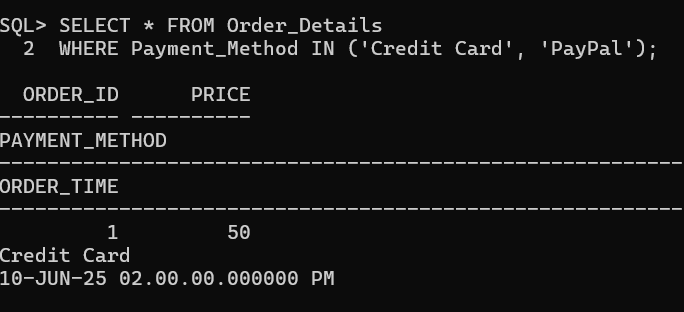 SQL> SELECT * FROM Order_Details
  2  WHERE Payment_Method IN ('Credit Card', 'PayPal');

  ORDER_ID      PRICE
---------- ----------
PAYMENT_METHOD
---------------------------------------------------------
ORDER_TIME
---------------------------------------------------------
         1         50
Credit Card
10-JUN-25 02.00.00.000000 PM